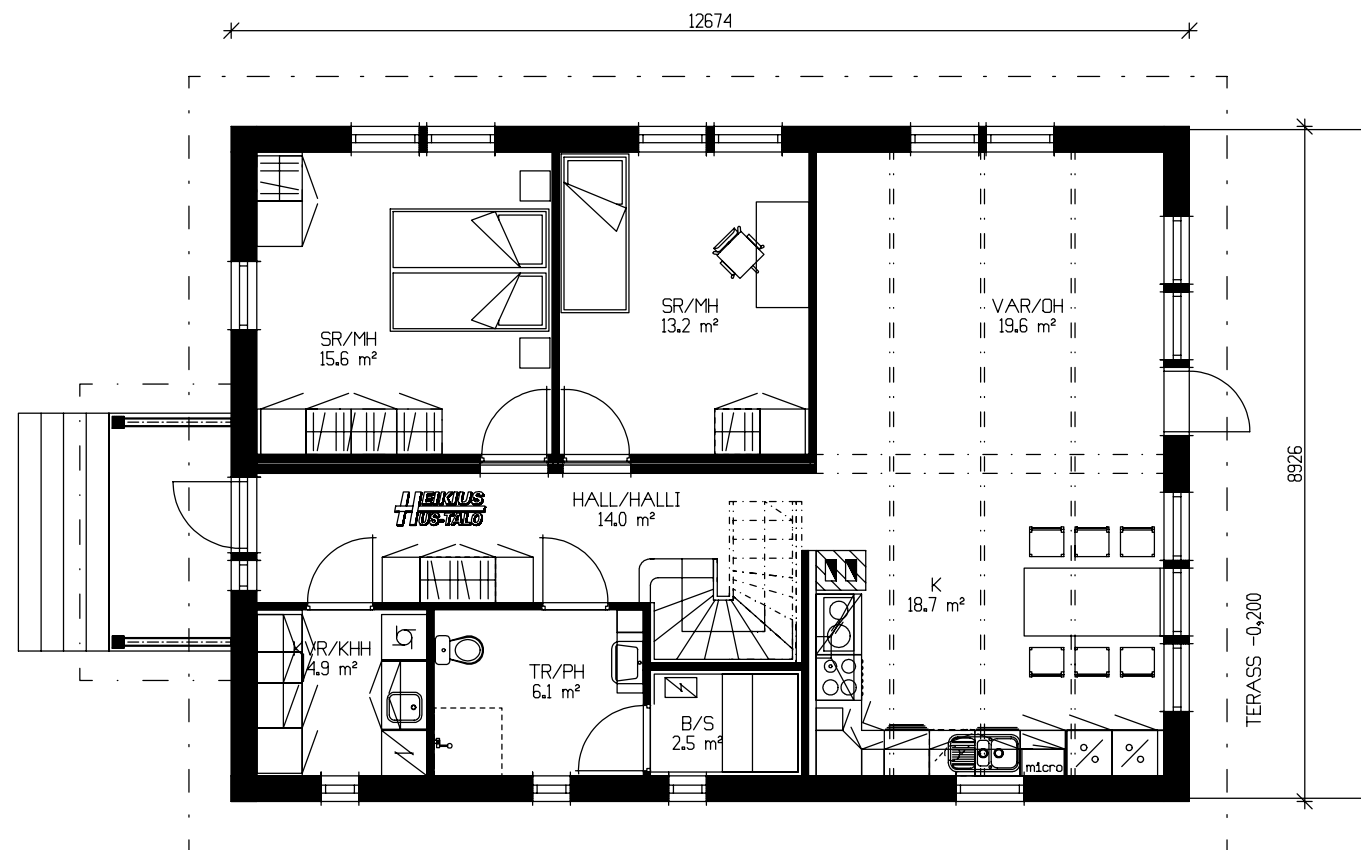 12674
SR/MH
13.2 m²
VAR/OH
19.6 m²
SR/MH
15.6 m²
8926
HEIKIUS
HUS-TALO
HALL/HALLI
14.0 m²
K
18.7 m²
TERASS -0,200
KVR/KHH
4.9 m²
TR/PH
6.1 m²
B/S
2.5 m²
micro